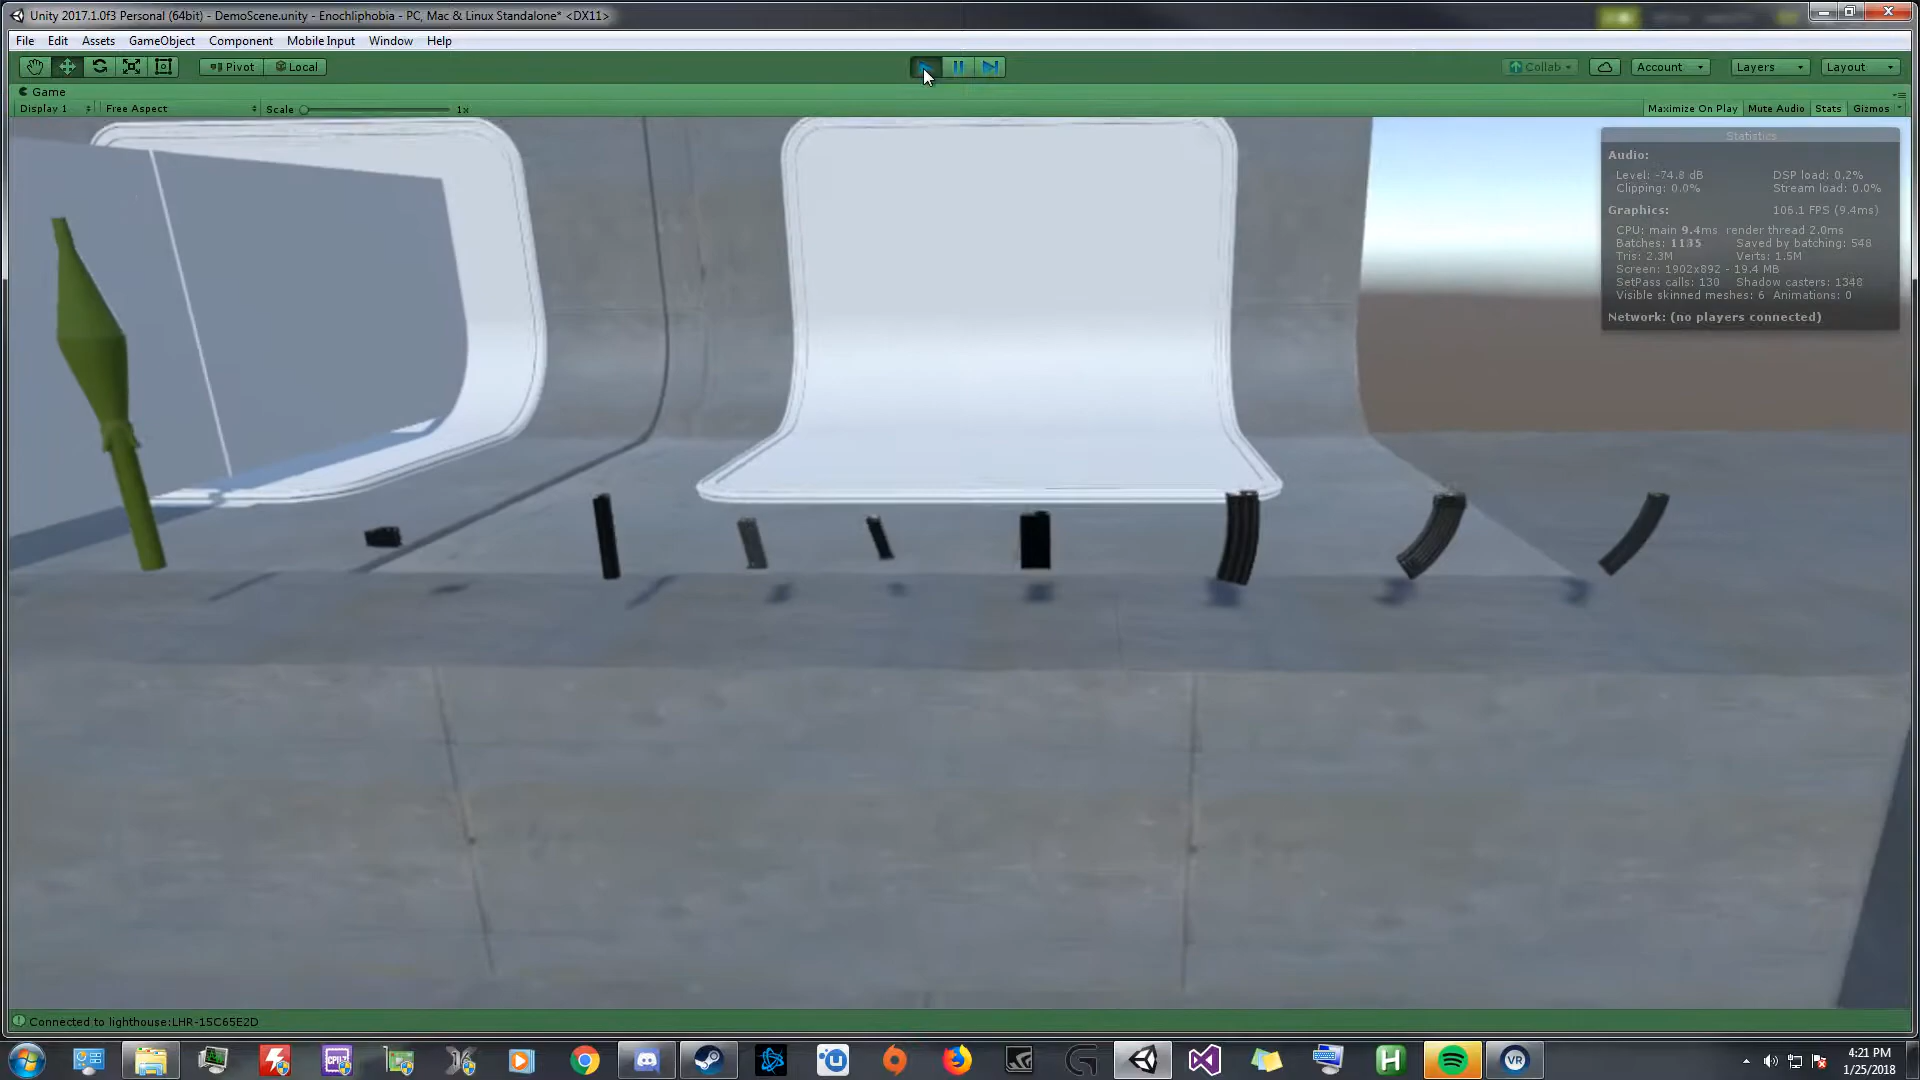 Unity 2017.1.0f3 Personal (64bit) - DemoScene.unity - Enochliphobia - PC, Mac & Linux Standalone* <DX11>
File Edit Assets GameObject Component Mobile Input Window Help
Pivot Local Collab Account Layers Layout
Game
Display 1 Free Aspect Scale 1x Maximize On Play Mute Audio Stats Gizmos
Statistics
Audio:
Level: -74.8 dB DSP load: 0.2%
Clipping: 0.0% Stream load: 0.0%
Graphics: 106.1 FPS (9.4ms)
CPU: main 9.4ms render thread 2.0ms
Batches: 1135 Saved by batching: 548
Tris: 2.3M Verts: 1.5M
Screen: 1902x892 - 19.4 MB
SetPass calls: 130 Shadow casters: 1348
Visible skinned meshes: 6 Animations: 0
Network: (no players connected)
Connected to lighthouse:LHR-15C65E2D
VR
4:21 PM
1/25/2018